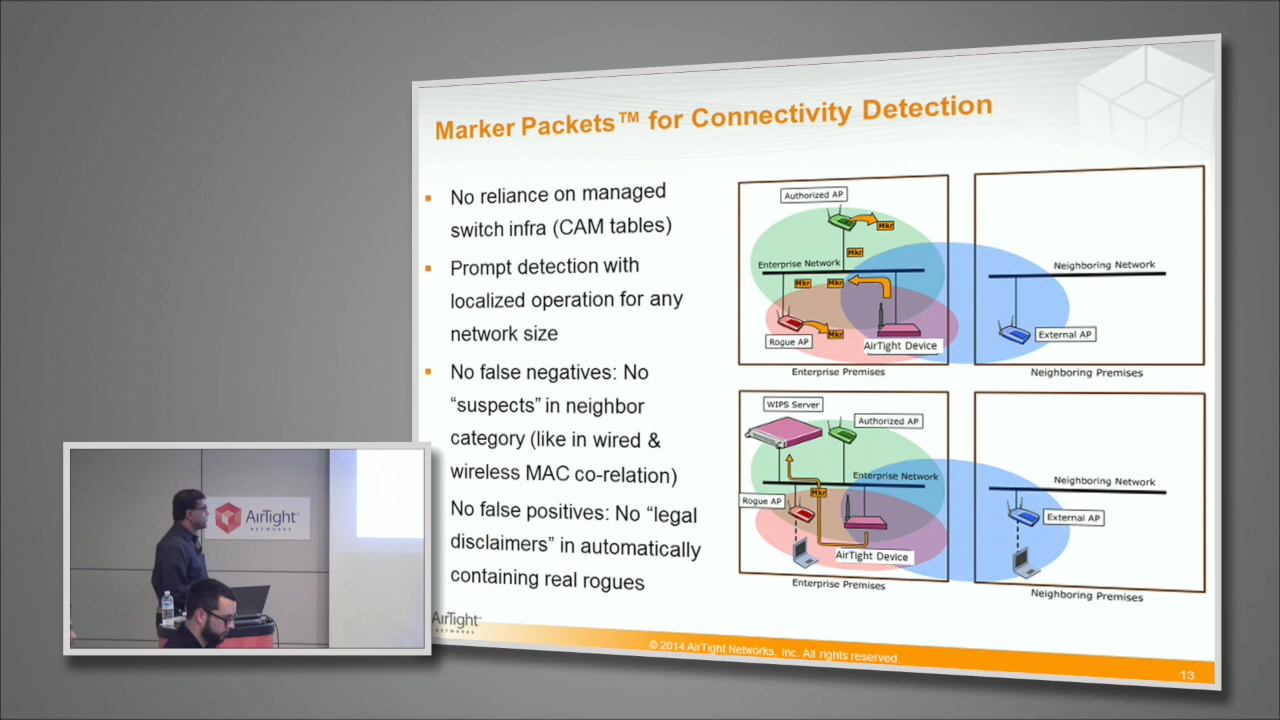 Marker Packets™ for Connectivity Detection
No reliance on managed
switch infra (CAM tables)
Prompt detection with
localized operation for any
network size
No false negatives: No
“suspects” in neighbor
category (like in wired &
wireless MAC co-relation)
No false positives: No “legal
disclaimers” in automatically
containing real rogues
Authorized AP
Mkr
Mkr
Enterprise Network
Mkr
Mkr
Mkr
Rogue AP
AirTight Device
Enterprise Premises
Neighboring Network
External AP
Neighboring Premises
WIPS Server
Authorized AP
Enterprise Network
Mkr
Rogue AP
AirTight Device
Enterprise Premises
Neighboring Network
External AP
Neighboring Premises
AirTight
NETWORKS
© 2014 AirTight Networks, Inc. All rights reserved.
13
AirTight
NETWORKS